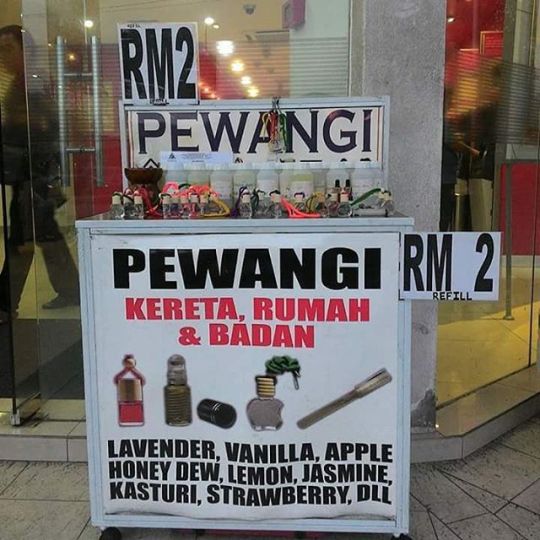 REFILL
RM2
PEWANGI
PEWANGI
KERETA, RUMAH
& BADAN
RM 2
REFILL
LAVENDER, VANILLA, APPLE
HONEY DEW, LEMON, JASMINE,
KASTURI, STRAWBERRY, DLL